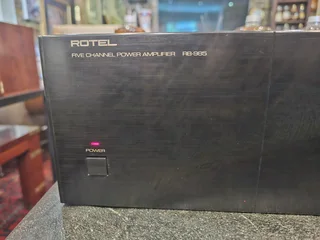 ROTEL
FIVE CHANNEL POWER AMPLIFIER RB-985
POWER